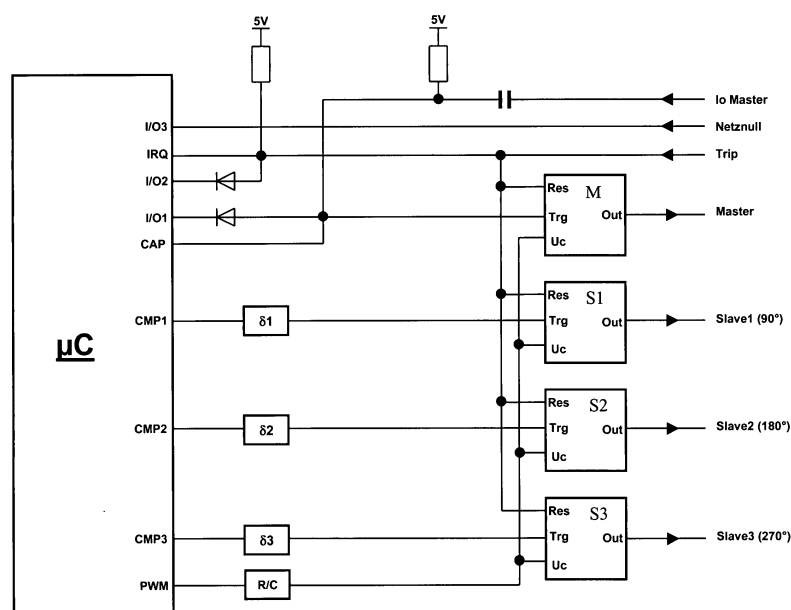 5V
5V
Io Master
I/O3
Netznull
IRQ
Trip
I/O2
Res
M
I/O1
Trg
Out
Master
CAP
Uc
Res
S1
CMP1
δ1
Trg
Out
Slave1 (90°)
µC
Uc
Res
S2
CMP2
δ2
Trg
Out
Slave2 (180°)
Uc
Res
S3
CMP3
δ3
Trg
Out
Slave3 (270°)
Uc
PWM
R/C